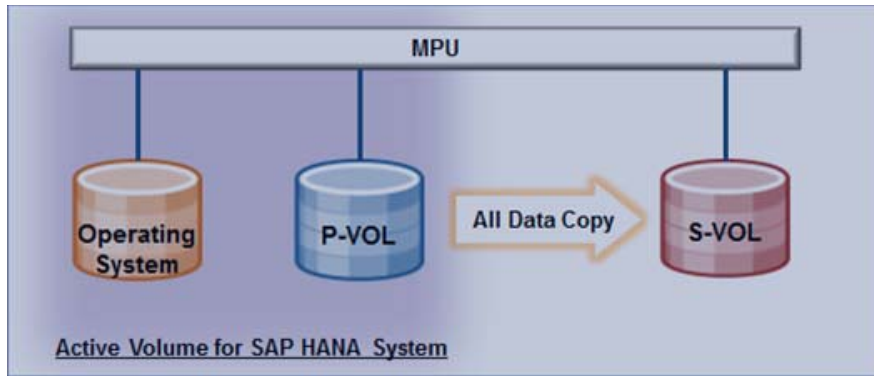 MPU
Operating
System
P-VOL
All Data Copy
S-VOL
Active Volume for SAP HANA System